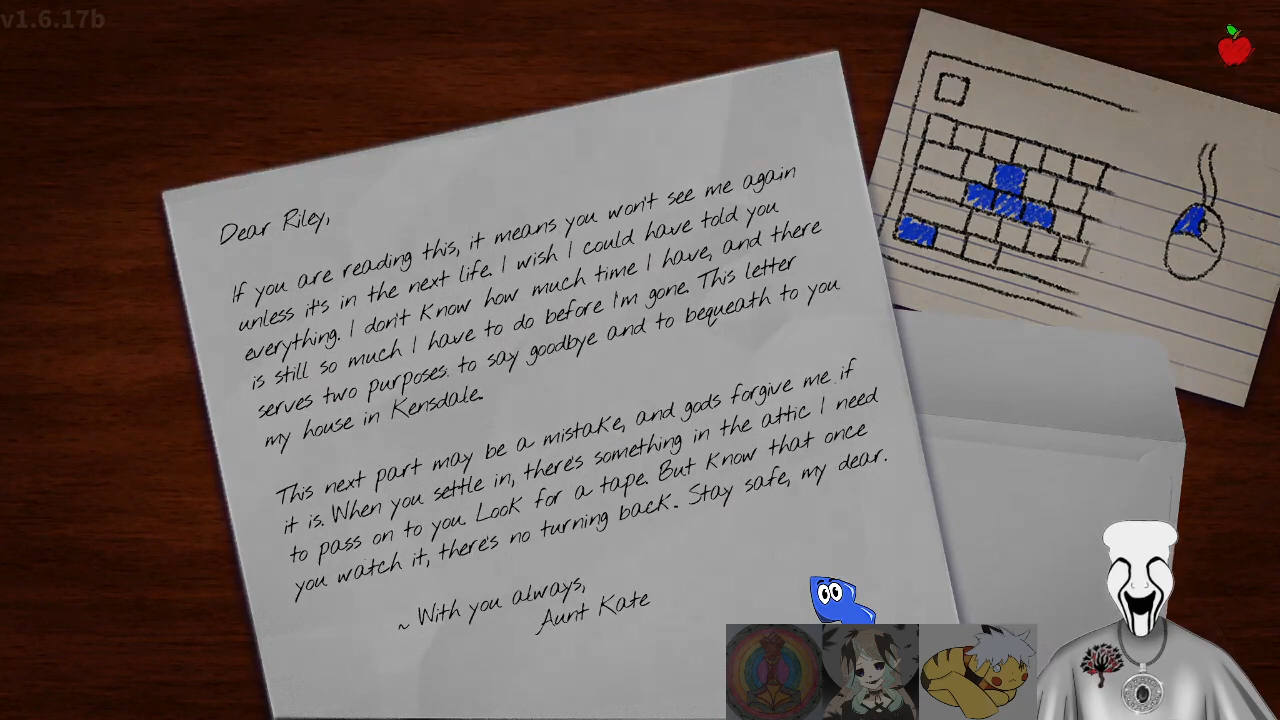 v1.6.17b
Dear Riley,
If you are reading this, it means you won't see me again
unless it's in the next life. I wish I could have told you
everything. I don't know how much time I have, and there
is still so much I have to do before I'm gone. This letter
serves two purposes: to say goodbye and to bequeath to you
my house in Kensdale.
This next part may be a mistake, and gods forgive me if
it is. When you settle in, there's something in the attic I need
to pass on to you. Look for a tape. But know that once
you watch it, there's no turning back. Stay safe, my dear.
~ With you always,
Aunt Kate